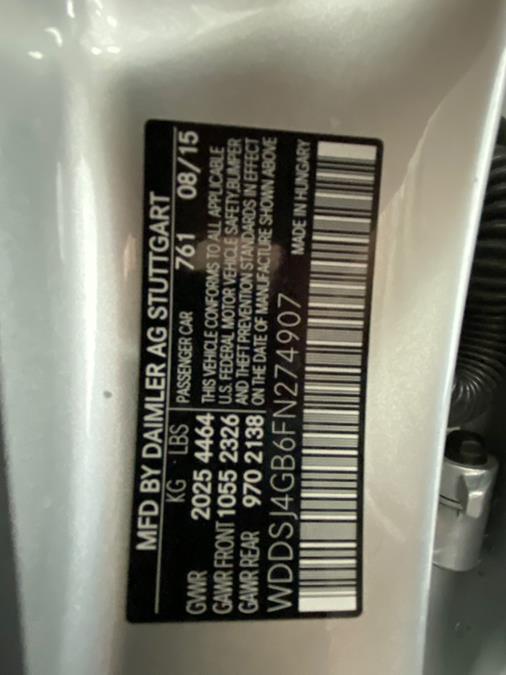 MFD BY DAIMLER AG STUTTGART
KG LBS PASSENGER CAR 761 08/15
GVWR 2025 4464 THIS VEHICLE CONFORMS TO ALL APPLICABLE
GAWR FRONT 1055 2326 U.S. FEDERAL MOTOR VEHICLE SAFETY,BUMPER
GAWR REAR 970 2138 AND THEFT PREVENTION STANDARDS IN EFFECT
ON THE DATE OF MANUFACTURE SHOWN ABOVE
WDDSJ4GB6FN274907 MADE IN HUNGARY